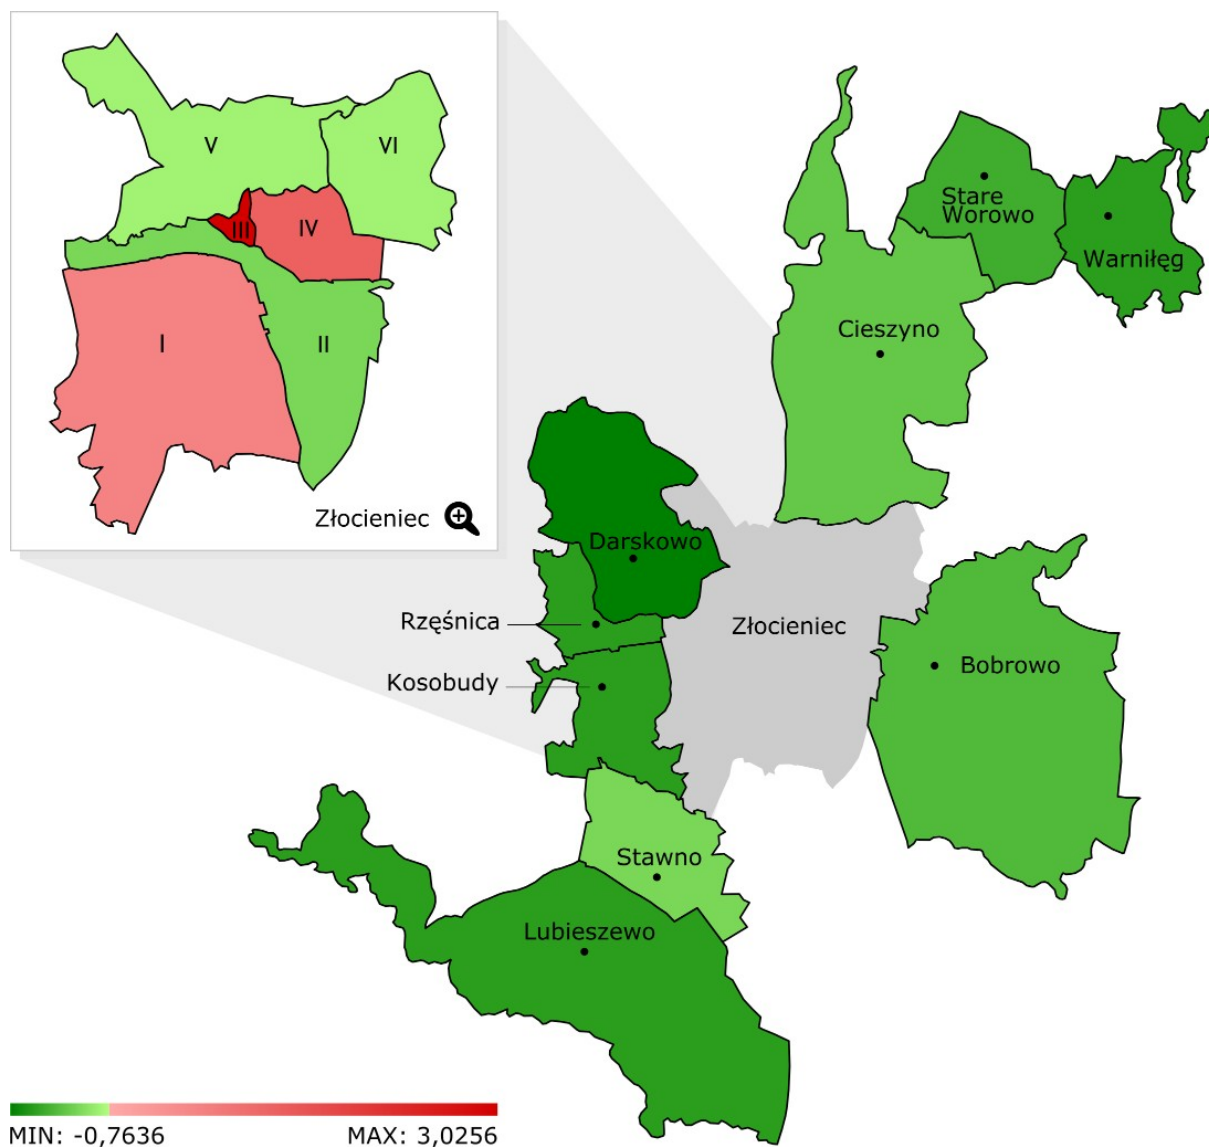 V
VI
III
IV
I
II
Złocieniec
Stare
Worowo
Warniłęg
Cieszyno
Darskowo
Rzęśnica
Złocieniec
Bobrowo
Kosobudy
Stawno
Lubieszewo
MIN: -0,7636
MAX: 3,0256